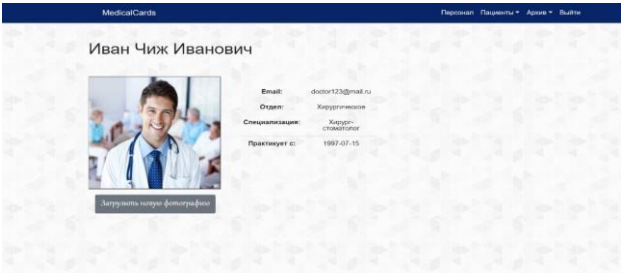 MedicalCards Персонал Пациенты Архив Выйти
Иван Чиж Иванович
Email: doctor123@mail.ru
Отдел: Хирургическое
Специализация: Хирург-
стоматолог
Практикует с: 1997-07-15
Загрузить новую фотографию